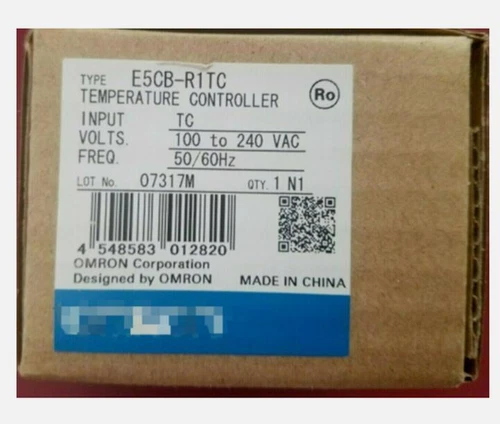 TYPE E5CB-R1TC
TEMPERATURE CONTROLLER
Ro
INPUT TC
VOLTS. 100 to 240 VAC
FREQ. 50/60Hz
LOT No. 07317M QTY. 1 N1
4 548583 012820
OMRON Corporation
Designed by OMRON MADE IN CHINA